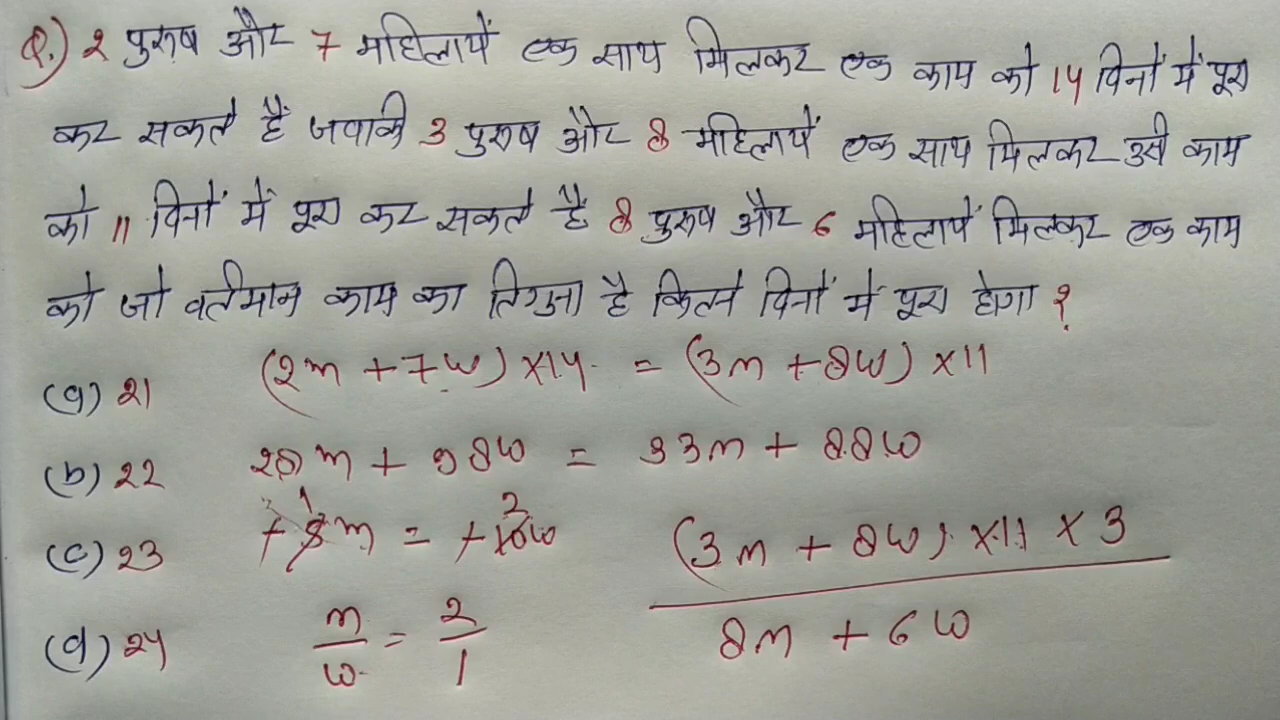 Q.) 2 पुरुष और 7 महिलायें एक साथ मिलकर एक काम को 14 दिनों में पूरा
कर सकते हैं जबकि 3 पुरुष और 8 महिलायें एक साथ मिलकर उसी काम
को 11 दिनों में पूरा कर सकते हैं 8 पुरुष और 6 महिलायें मिलकर एक काम
को जो वर्तमान काम का तिगुना है कितने दिनों में पूरा होगा ?
(a) 21
(2m + 7w) × 14 = (3m + 8w) × 11
(b) 22
28m + 98w = 33m + 88w
(c) 23
+5m = +10w
1 2
(3m + 8w) × 11 × 3
(d) 24
m/w = 2/1
8m + 6w